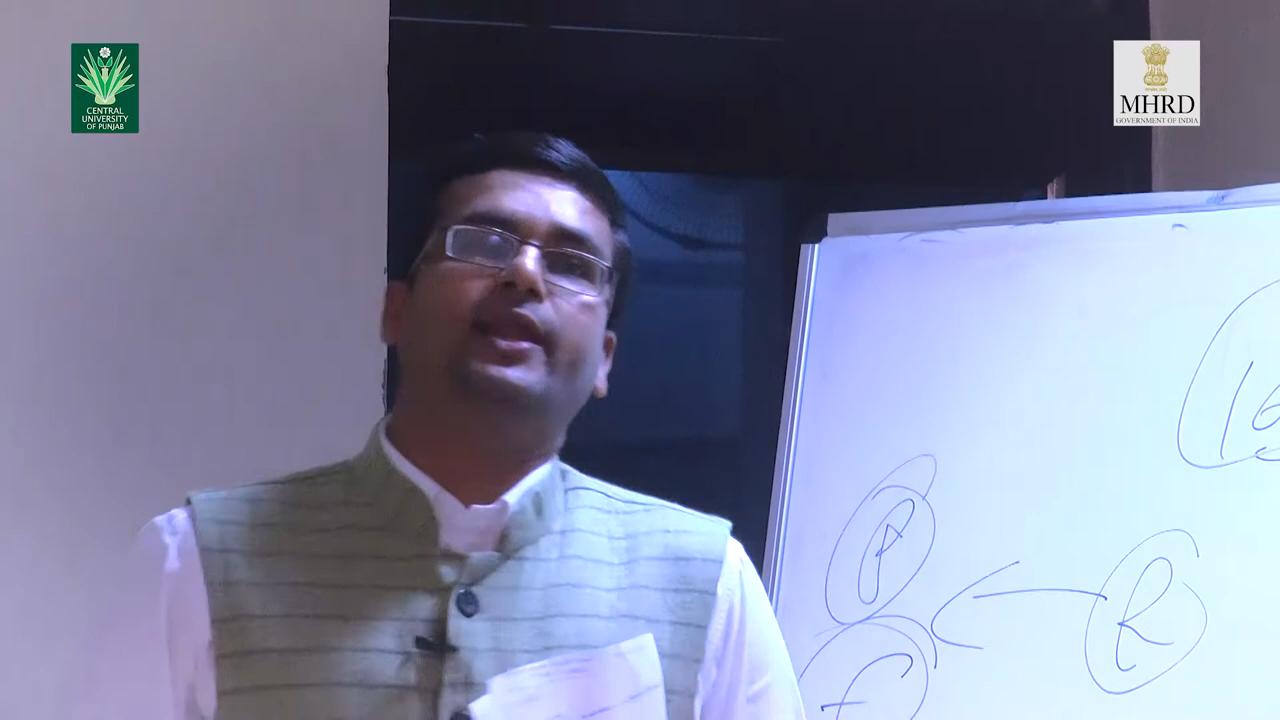 CENTRAL
UNIVERSITY
OF PUNJAB
MHRD
GOVERNMENT OF INDIA
P
R